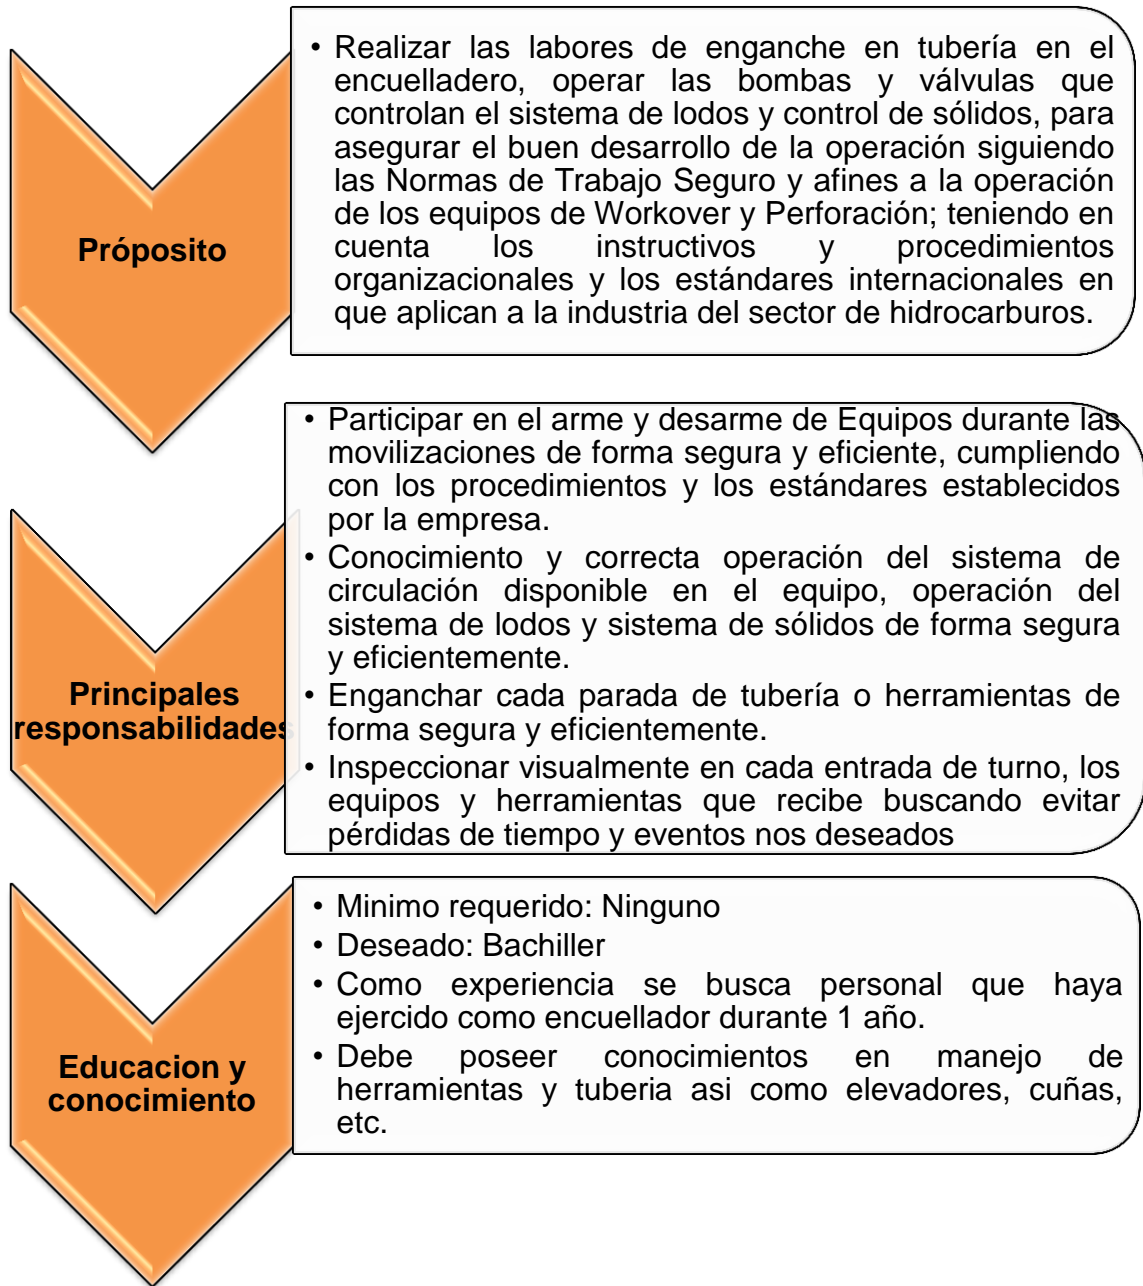 Próposito
• Realizar las labores de enganche en tubería en el
encuelladero, operar las bombas y válvulas que
controlan el sistema de lodos y control de sólidos, para
asegurar el buen desarrollo de la operación siguiendo
las Normas de Trabajo Seguro y afines a la operación
de los equipos de Workover y Perforación; teniendo en
cuenta los instructivos y procedimientos
organizacionales y los estándares internacionales en
que aplican a la industria del sector de hidrocarburos.
Principales
responsabilidades
• Participar en el arme y desarme de Equipos durante las
movilizaciones de forma segura y eficiente, cumpliendo
con los procedimientos y los estándares establecidos
por la empresa.
• Conocimiento y correcta operación del sistema de
circulación disponible en el equipo, operación del
sistema de lodos y sistema de sólidos de forma segura
y eficientemente.
• Enganchar cada parada de tubería o herramientas de
forma segura y eficientemente.
• Inspeccionar visualmente en cada entrada de turno, los
equipos y herramientas que recibe buscando evitar
pérdidas de tiempo y eventos nos deseados
Educacion y
conocimiento
• Minimo requerido: Ninguno
• Deseado: Bachiller
• Como experiencia se busca personal que haya
ejercido como encuellador durante 1 año.
• Debe poseer conocimientos en manejo de
herramientas y tuberia asi como elevadores, cuñas,
etc.